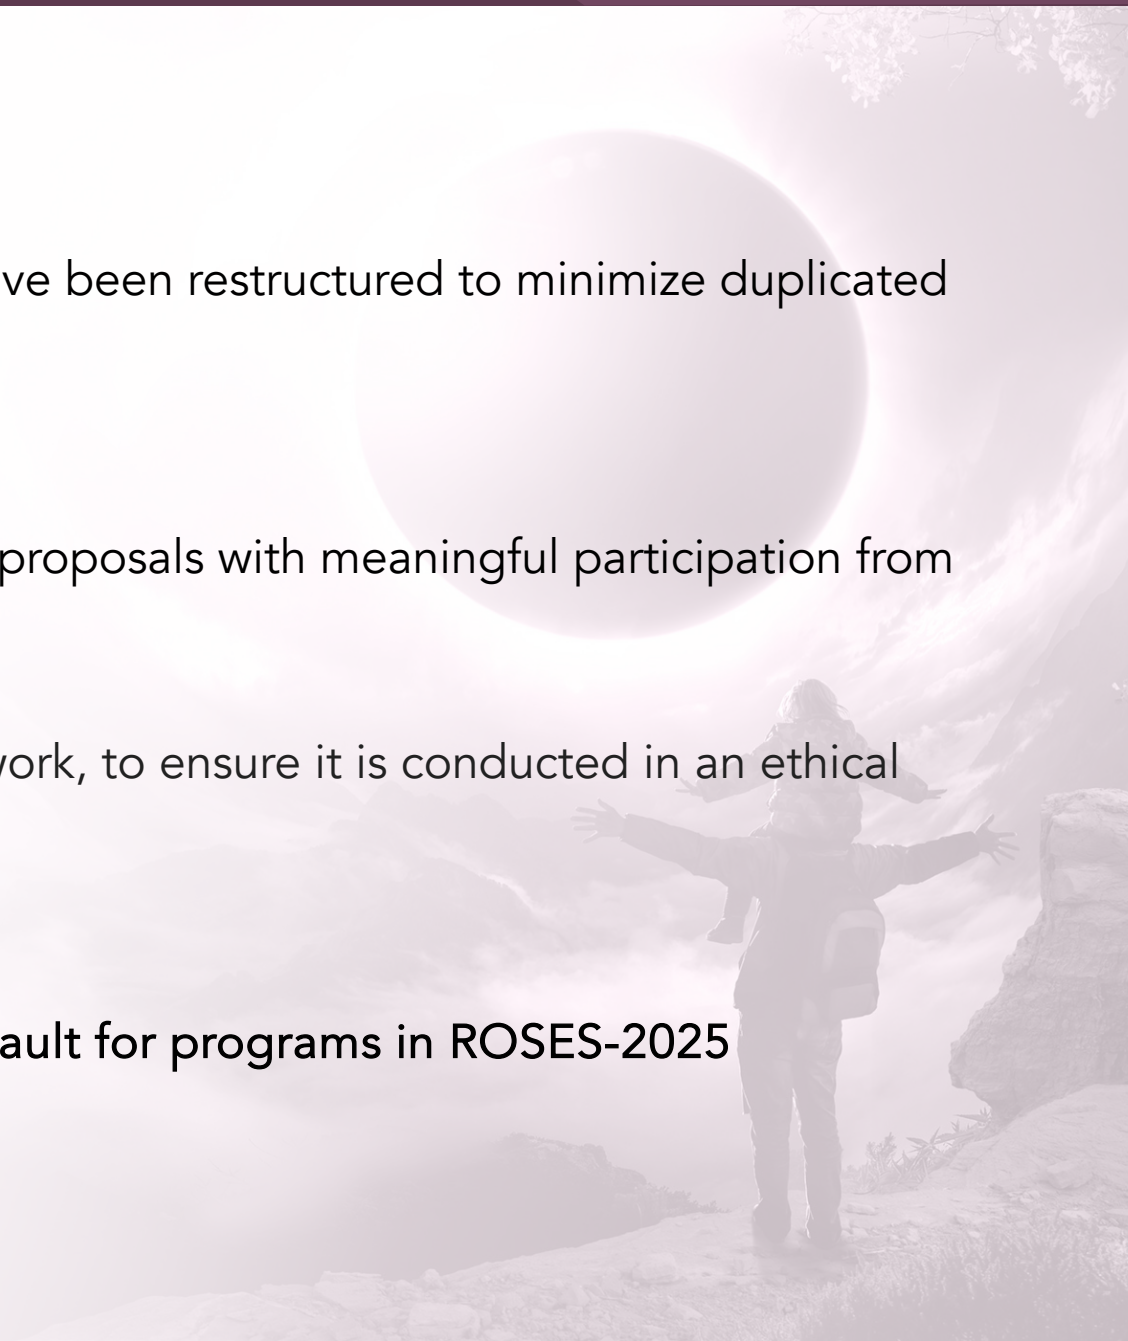 ve been restructured to minimize duplicated
proposals with meaningful participation from
work, to ensure it is conducted in an ethical
ault for programs in ROSES-2025